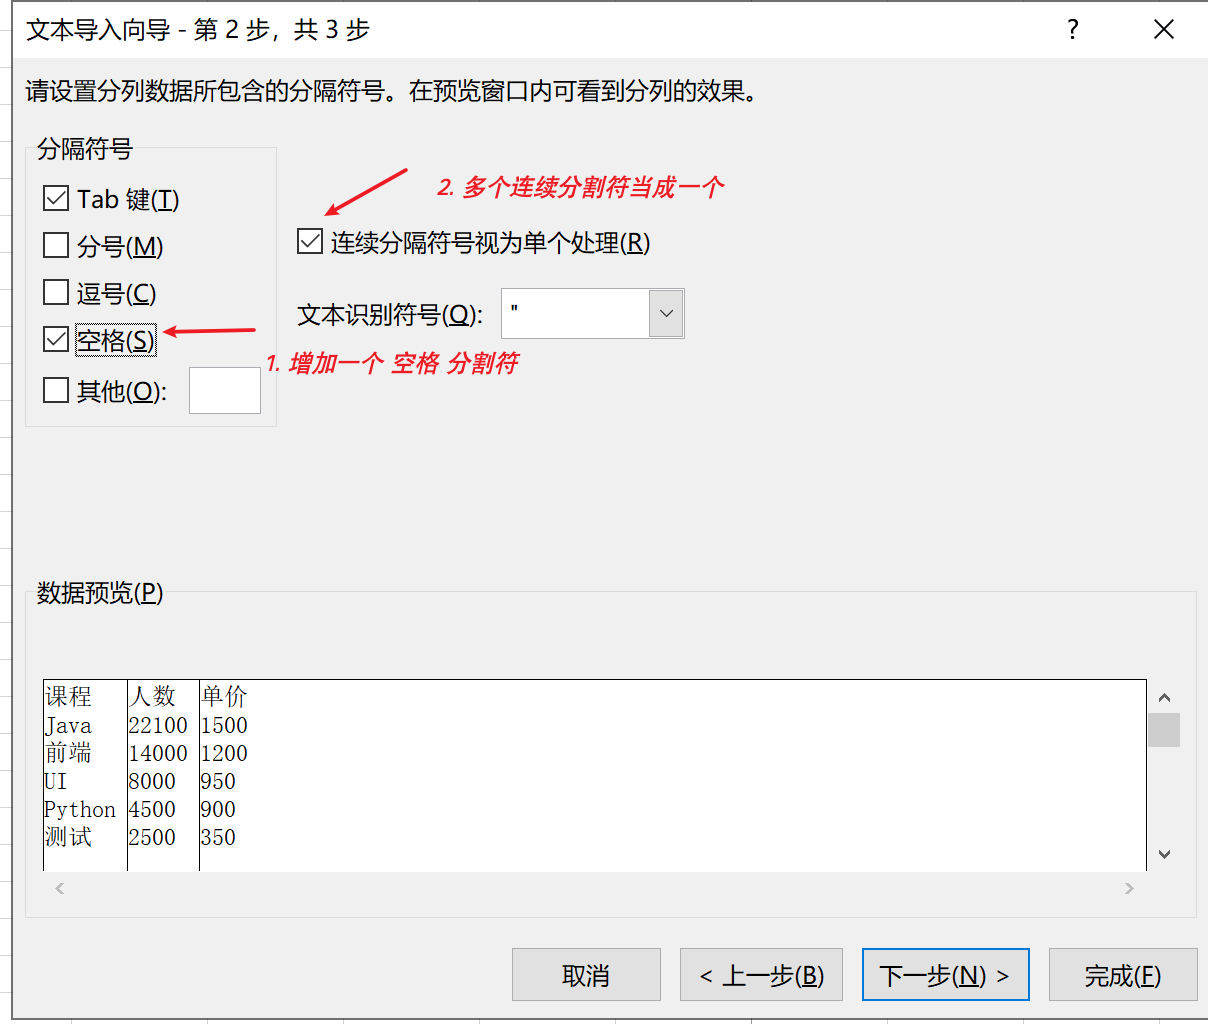 文本导入向导 - 第 2 步，共 3 步
?
请设置分列数据所包含的分隔符号。在预览窗口内可看到分列的效果。
分隔符号
Tab 键(T)
分号(M)
逗号(C)
空格(S)
其他(O):
2. 多个连续分割符当成一个
连续分隔符号视为单个处理(R)
文本识别符号(Q): "
1. 增加一个 空格 分割符
数据预览(P)
课程 人数 单价
Java 22100 1500
前端 14000 1200
UI 8000 950
Python 4500 900
测试 2500 350
取消 < 上一步(B) 下一步(N) > 完成(F)